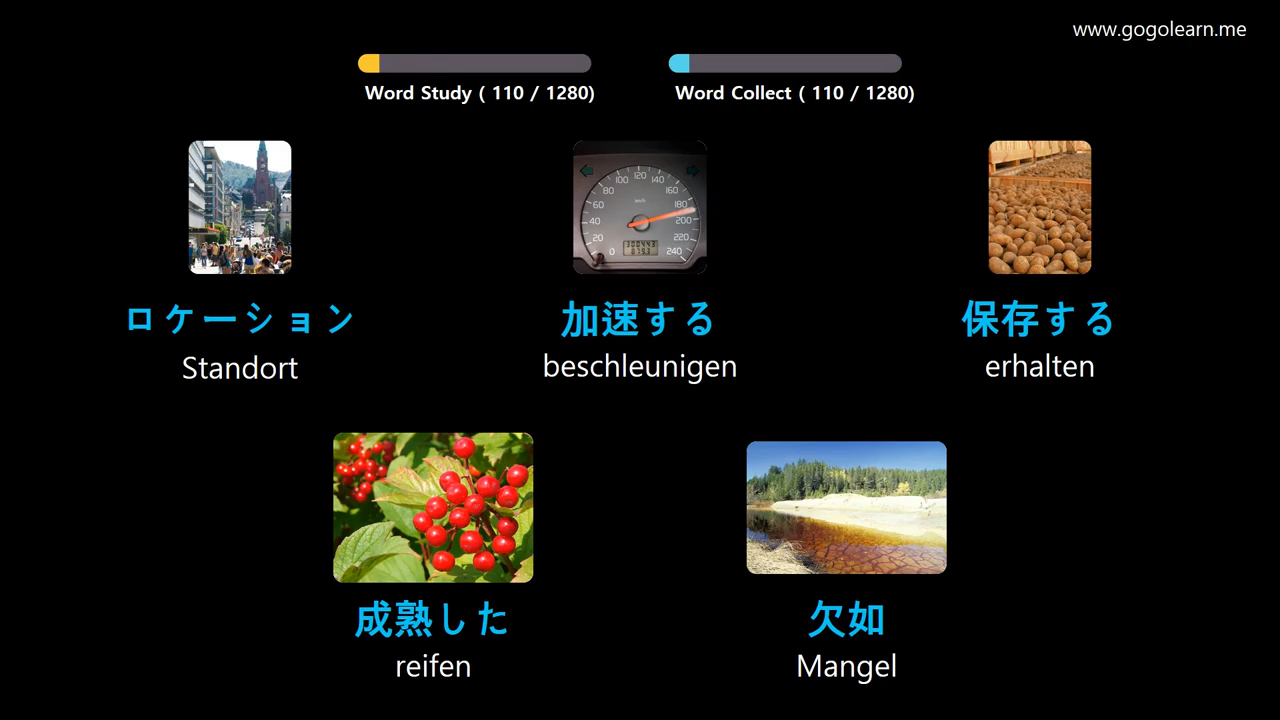 www.gogolearn.me
Word Study ( 110 / 1280)
Word Collect ( 110 / 1280)
ロケーション
Standort
加速する
beschleunigen
保存する
erhalten
成熟した
reifen
欠如
Mangel